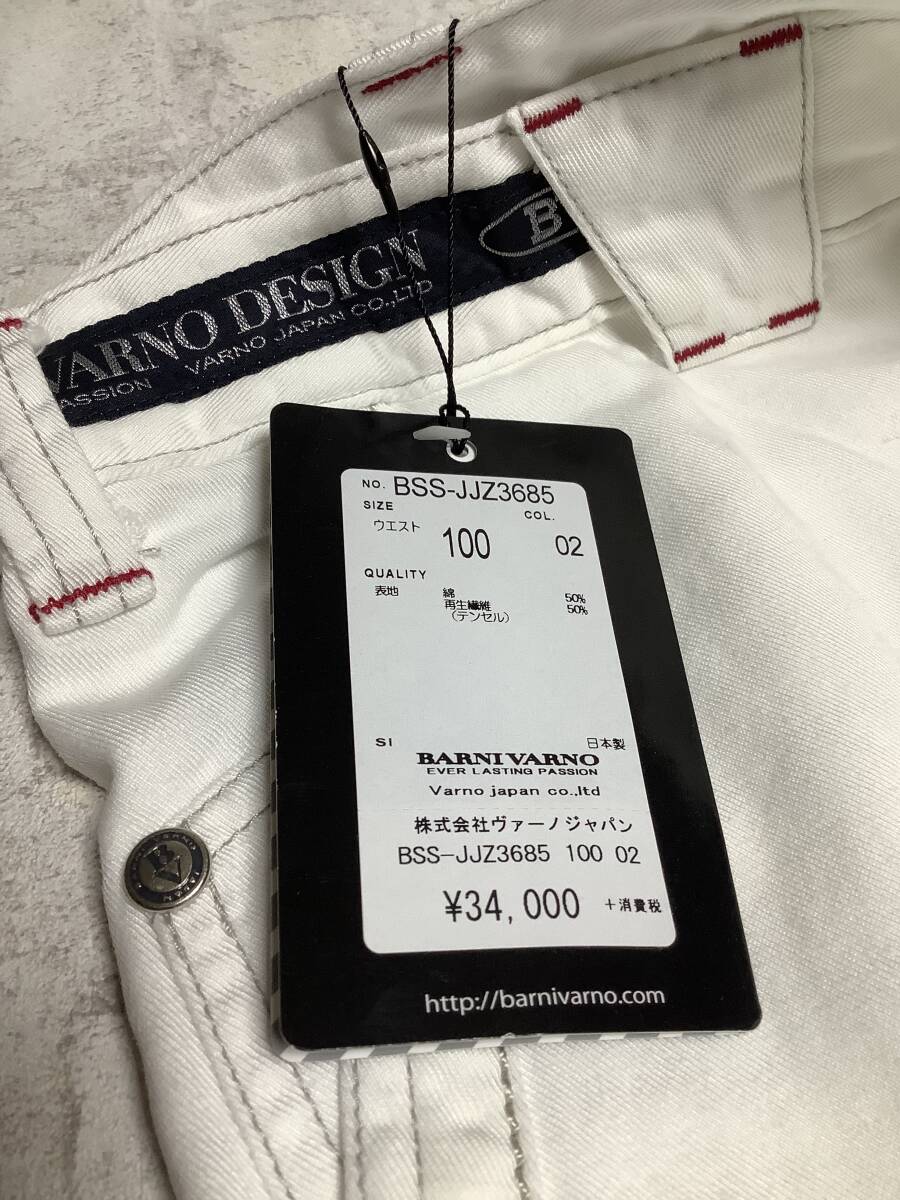 VARNO DESIGN
PASSION VARNO JAPAN CO.,LTD
B
NO. BSS-JJZ3685
SIZE COL.
ウエスト 100 02
QUALITY
表地 綿 50%
再生繊維 50%
(テンセル)
SI 日本製
BARNI VARNO
EVER LASTING PASSION
Varno japan co.,ltd
株式会社ヴァーノジャパン
BSS-JJZ3685 100 02
¥34,000 +消費税
http://barnivarno.com